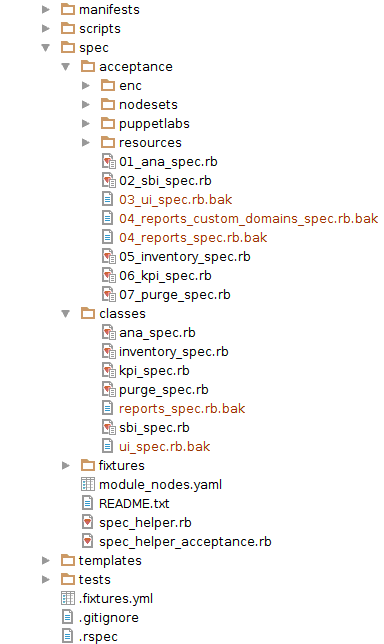 manifests
scripts
spec
acceptance
enc
nodesets
puppetlabs
resources
01_ana_spec.rb
02_sbi_spec.rb
03_ui_spec.rb.bak
04_reports_custom_domains_spec.rb.bak
04_reports_spec.rb.bak
05_inventory_spec.rb
06_kpi_spec.rb
07_purge_spec.rb
classes
ana_spec.rb
inventory_spec.rb
kpi_spec.rb
purge_spec.rb
reports_spec.rb.bak
sbi_spec.rb
ui_spec.rb.bak
fixtures
module_nodes.yaml
README.txt
spec_helper.rb
spec_helper_acceptance.rb
templates
tests
.fixtures.yml
.gitignore
.rspec